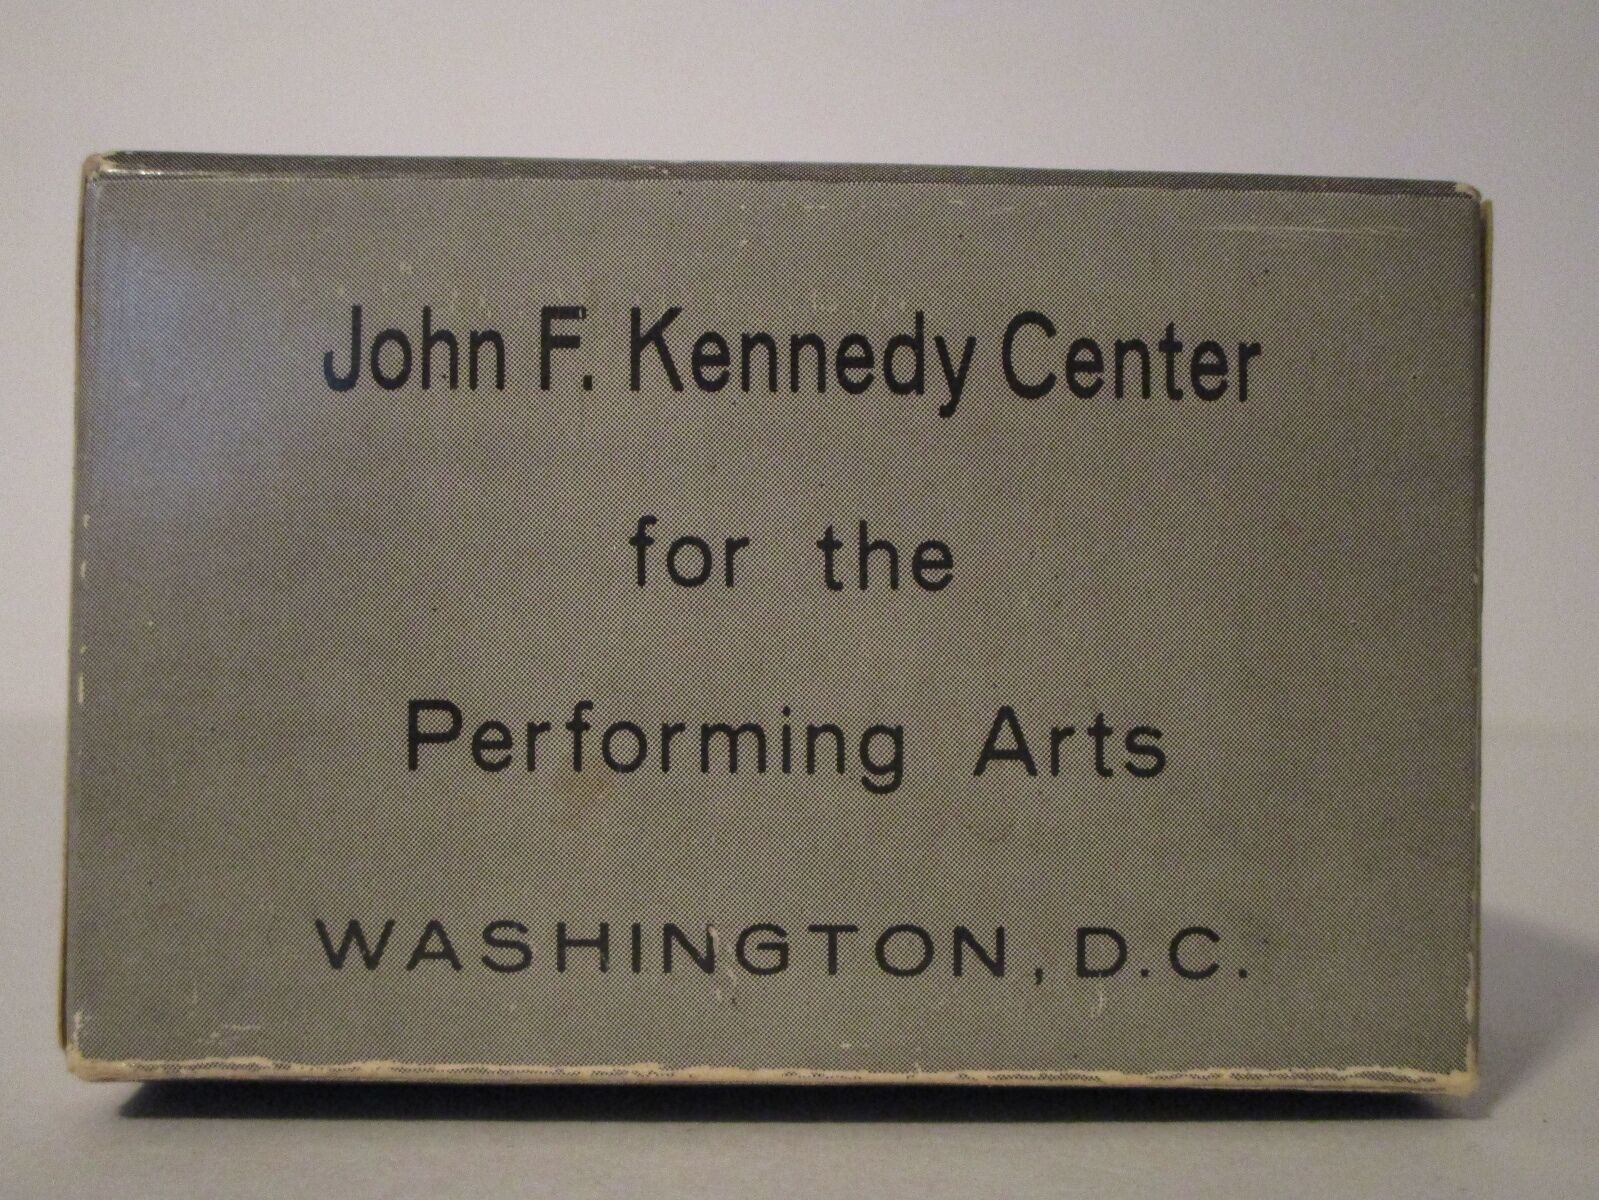 John F. Kennedy Center
for the
Performing Arts
WASHINGTON, D.C.